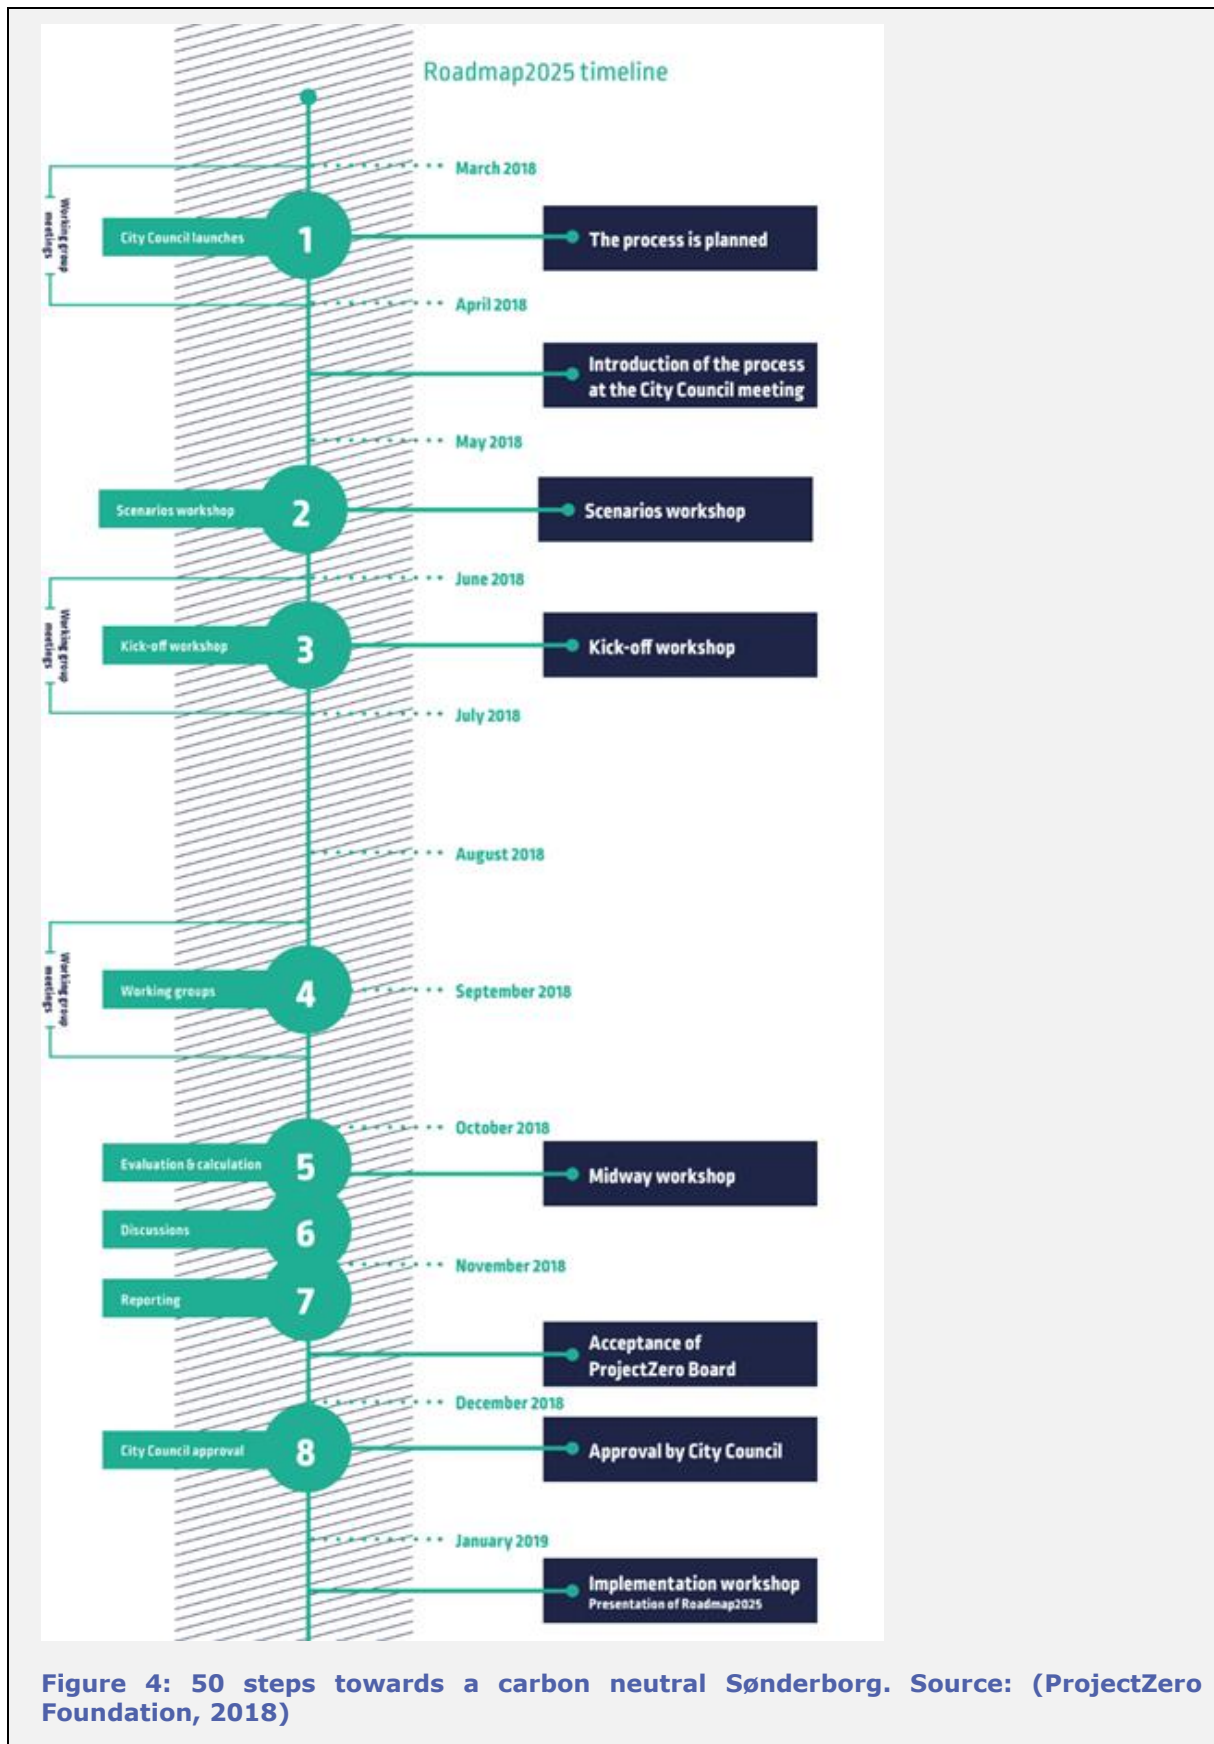 Roadmap2025 timeline
March 2018
Working group
meetings
City Council launches
1
The process is planned
April 2018
Introduction of the process
at the City Council meeting
May 2018
Scenarios workshop
2
Scenarios workshop
June 2018
Working group
meetings
Kick-off workshop
3
Kick-off workshop
July 2018
August 2018
Working group
meetings
Working groups
4
September 2018
October 2018
Evaluation & calculation
5
Midway workshop
Discussions
6
November 2018
Reporting
7
Acceptance of
ProjectZero Board
December 2018
City Council approval
8
Approval by City Council
January 2019
Implementation workshop
Presentation of Roadmap2025
Figure 4: 50 steps towards a carbon neutral Sønderborg. Source: (ProjectZero
Foundation, 2018)